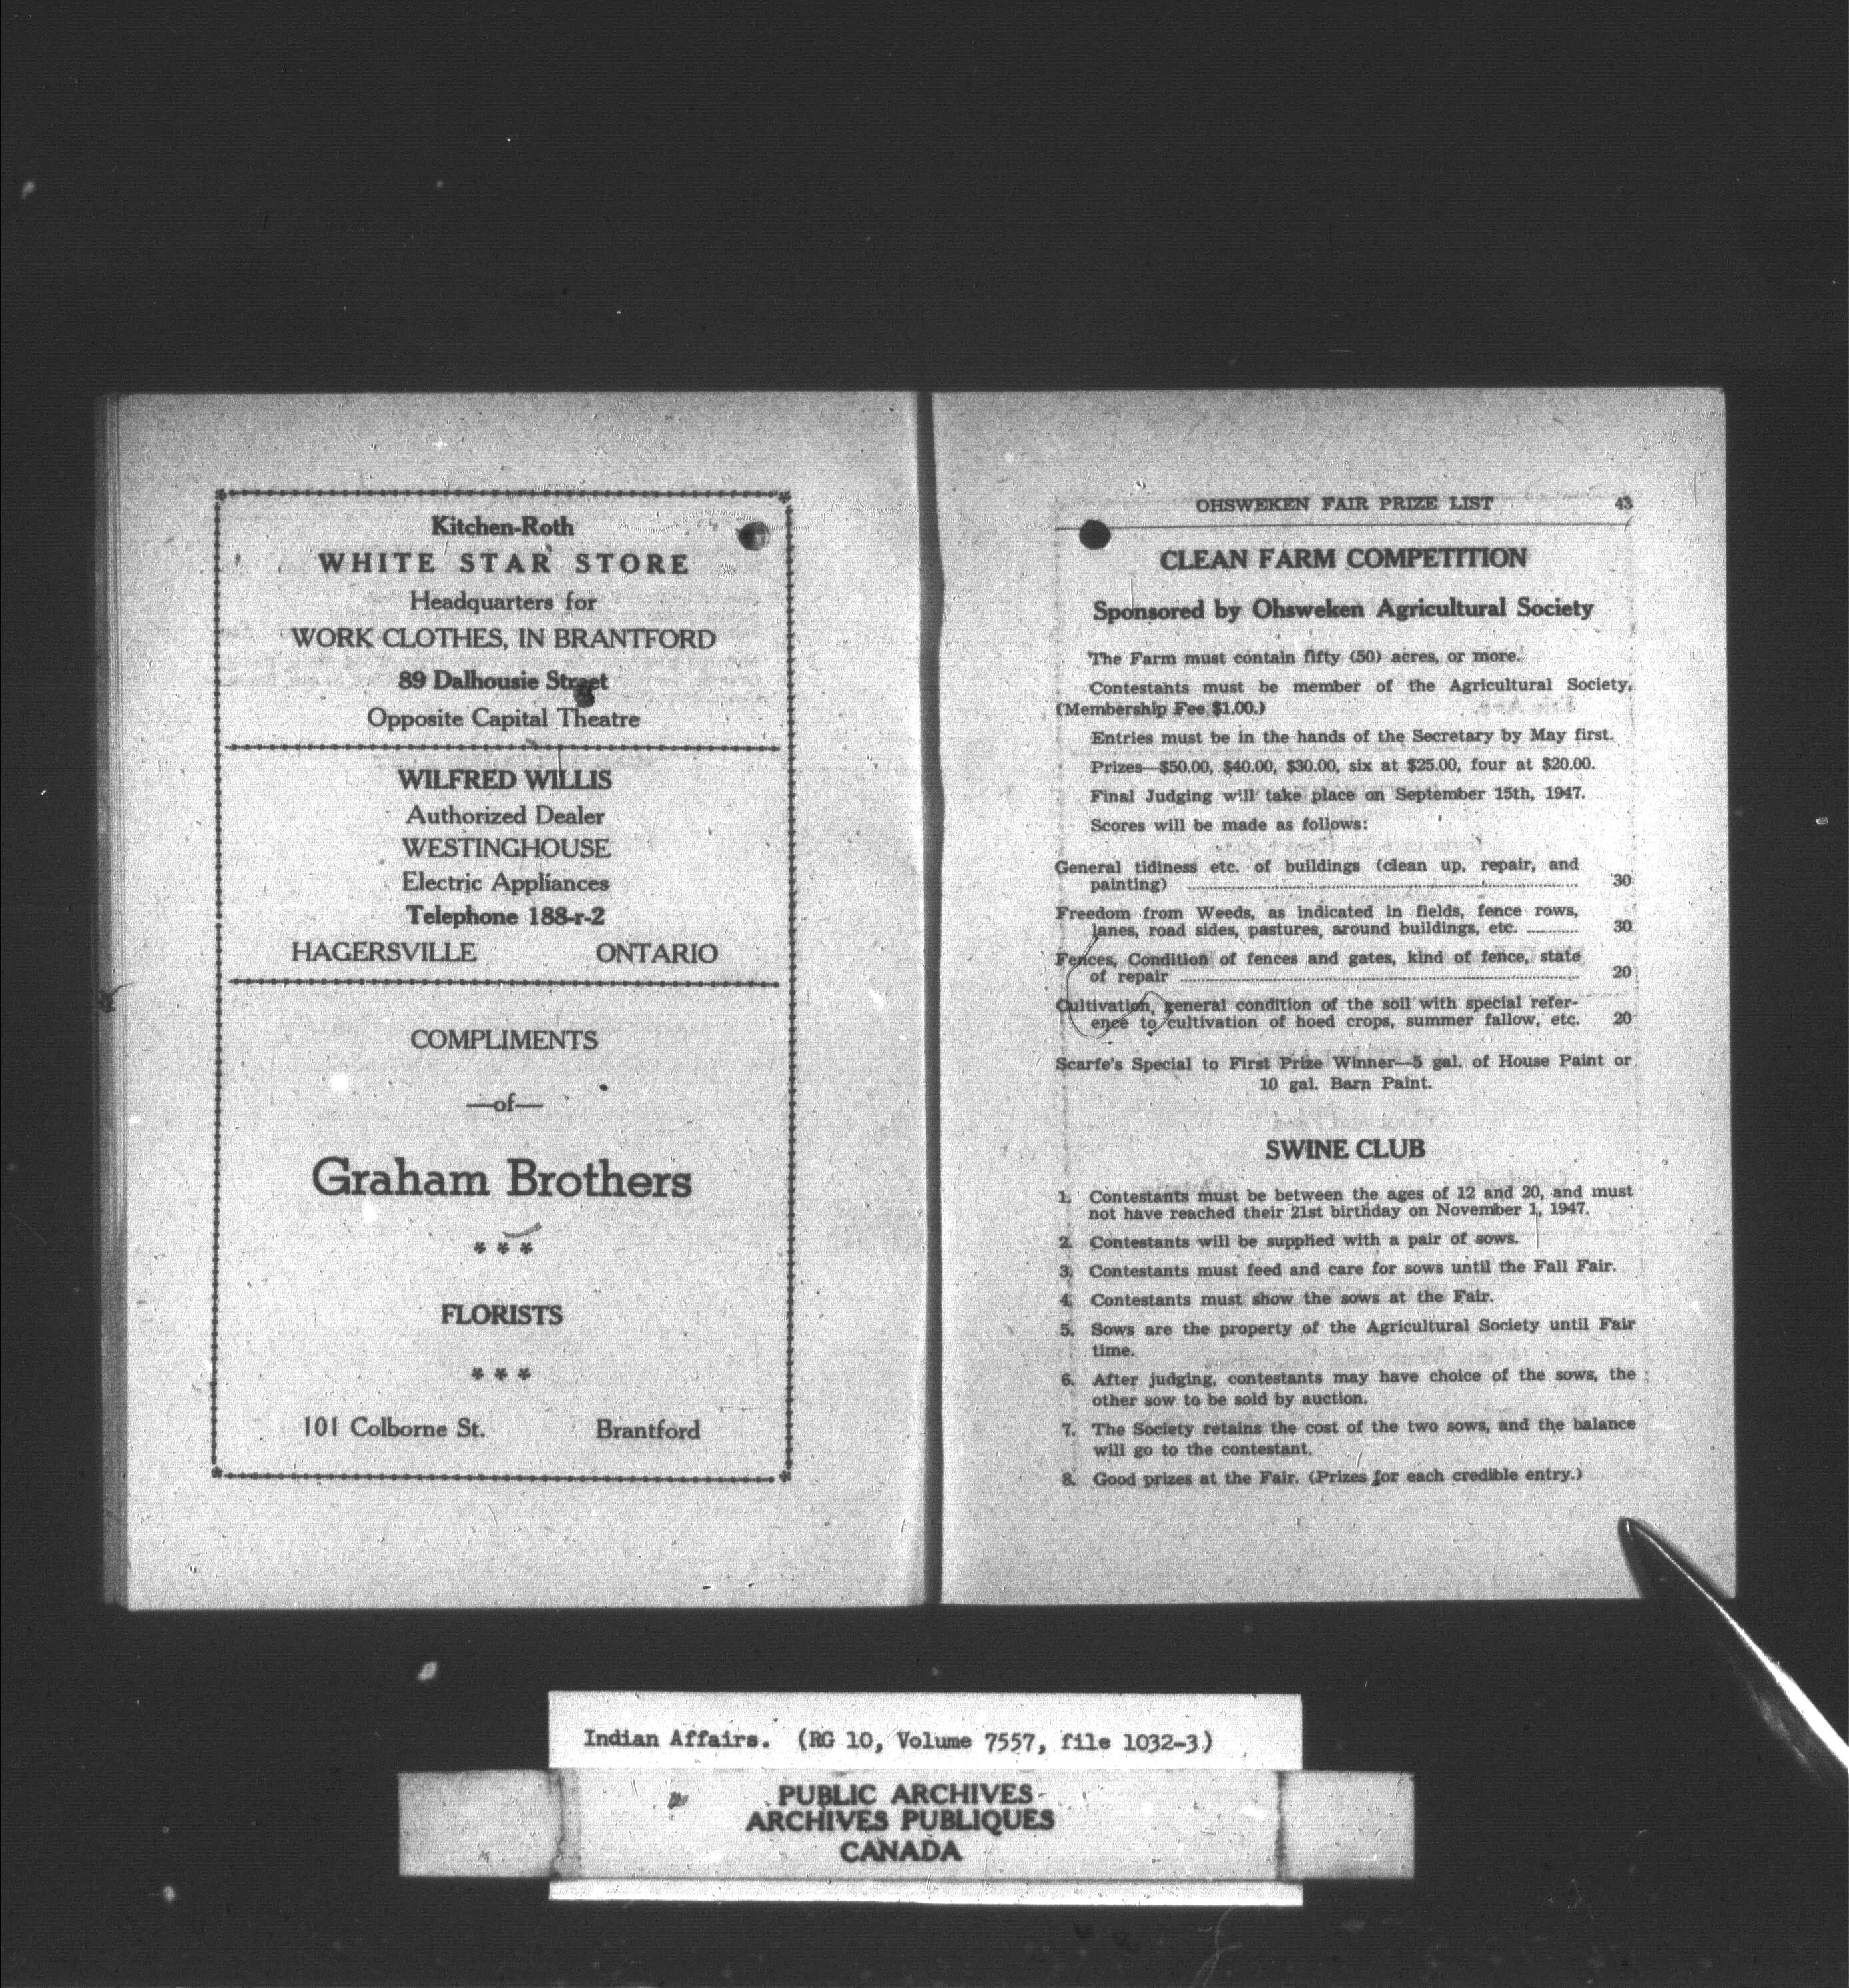 Kitchen-Roth
WHITE STAR STORE
Headquarters for
WORK CLOTHES, IN BRANTFORD
89 Dalhousie Street
Opposite Capital Theatre
WILFRED WILLIS
Authorized Dealer
WESTINGHOUSE
Electric Appliances
Telephone 188-r-2
HAGERSVILLE ONTARIO
COMPLIMENTS
—of—
Graham Brothers
* * *
FLORISTS
* * *
101 Colborne St. Brantford
OHSWEKEN FAIR PRIZE LIST 43
CLEAN FARM COMPETITION
Sponsored by Ohsweken Agricultural Society
The Farm must contain fifty (50) acres, or more.
Contestants must be member of the Agricultural Society.
(Membership Fee $1.00.)
Entries must be in the hands of the Secretary by May first.
Prizes—$50.00, $40.00, $30.00, six at $25.00, four at $20.00.
Final Judging will take place on September 15th, 1947.
Scores will be made as follows:
General tidiness etc. of buildings (clean up, repair, and
painting) 30
Freedom from Weeds, as indicated in fields, fence rows,
lanes, road sides, pastures, around buildings, etc. 30
Fences, Condition of fences and gates, kind of fence, state
of repair 20
Cultivation, general condition of the soil with special refer-
ence to cultivation of hoed crops, summer fallow, etc. 20
Scarfe's Special to First Prize Winner—5 gal. of House Paint or
10 gal. Barn Paint.
SWINE CLUB
1. Contestants must be between the ages of 12 and 20, and must
not have reached their 21st birthday on November 1, 1947.
2. Contestants will be supplied with a pair of sows.
3. Contestants must feed and care for sows until the Fall Fair.
4. Contestants must show the sows at the Fair.
5. Sows are the property of the Agricultural Society until Fair
time.
6. After judging, contestants may have choice of the sows, the
other sow to be sold by auction.
7. The Society retains the cost of the two sows, and the balance
will go to the contestant.
8. Good prizes at the Fair. (Prizes for each credible entry.)
Indian Affairs. (RG 10, Volume 7557, file 1032-3)
PUBLIC ARCHIVES
ARCHIVES PUBLIQUES
CANADA